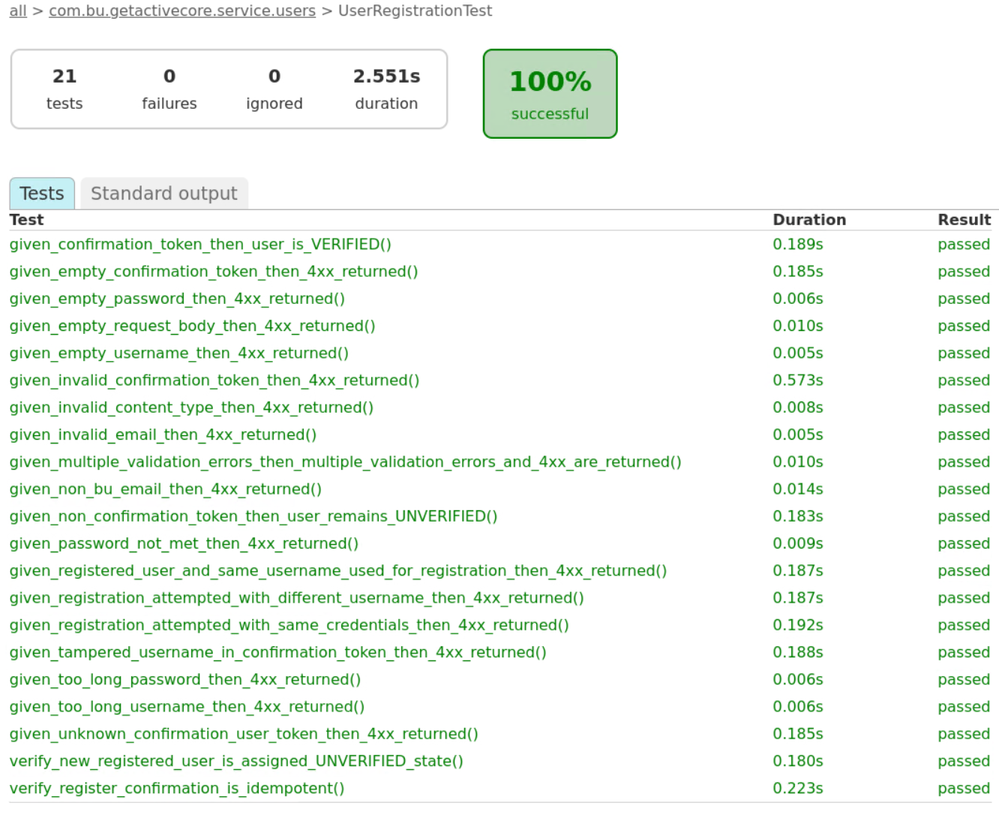 all > com.bu.getactivecore.service.users > UserRegistrationTest
21 0 0 2.551s
tests failures ignored duration
100%
successful
Tests Standard output
Test Duration Result
given_confirmation_token_then_user_is_VERIFIED() 0.189s passed
given_empty_confirmation_token_then_4xx_returned() 0.185s passed
given_empty_password_then_4xx_returned() 0.006s passed
given_empty_request_body_then_4xx_returned() 0.010s passed
given_empty_username_then_4xx_returned() 0.005s passed
given_invalid_confirmation_token_then_4xx_returned() 0.573s passed
given_invalid_content_type_then_4xx_returned() 0.008s passed
given_invalid_email_then_4xx_returned() 0.005s passed
given_multiple_validation_errors_then_multiple_validation_errors_and_4xx_are_returned() 0.010s passed
given_non_bu_email_then_4xx_returned() 0.014s passed
given_non_confirmation_token_then_user_remains_UNVERIFIED() 0.183s passed
given_password_not_met_then_4xx_returned() 0.009s passed
given_registered_user_and_same_username_used_for_registration_then_4xx_returned() 0.187s passed
given_registration_attempted_with_different_username_then_4xx_returned() 0.187s passed
given_registration_attempted_with_same_credentials_then_4xx_returned() 0.192s passed
given_tampered_username_in_confirmation_token_then_4xx_returned() 0.188s passed
given_too_long_password_then_4xx_returned() 0.006s passed
given_too_long_username_then_4xx_returned() 0.006s passed
given_unknown_confirmation_user_token_then_4xx_returned() 0.185s passed
verify_new_registered_user_is_assigned_UNVERIFIED_state() 0.180s passed
verify_register_confirmation_is_idempotent() 0.223s passed